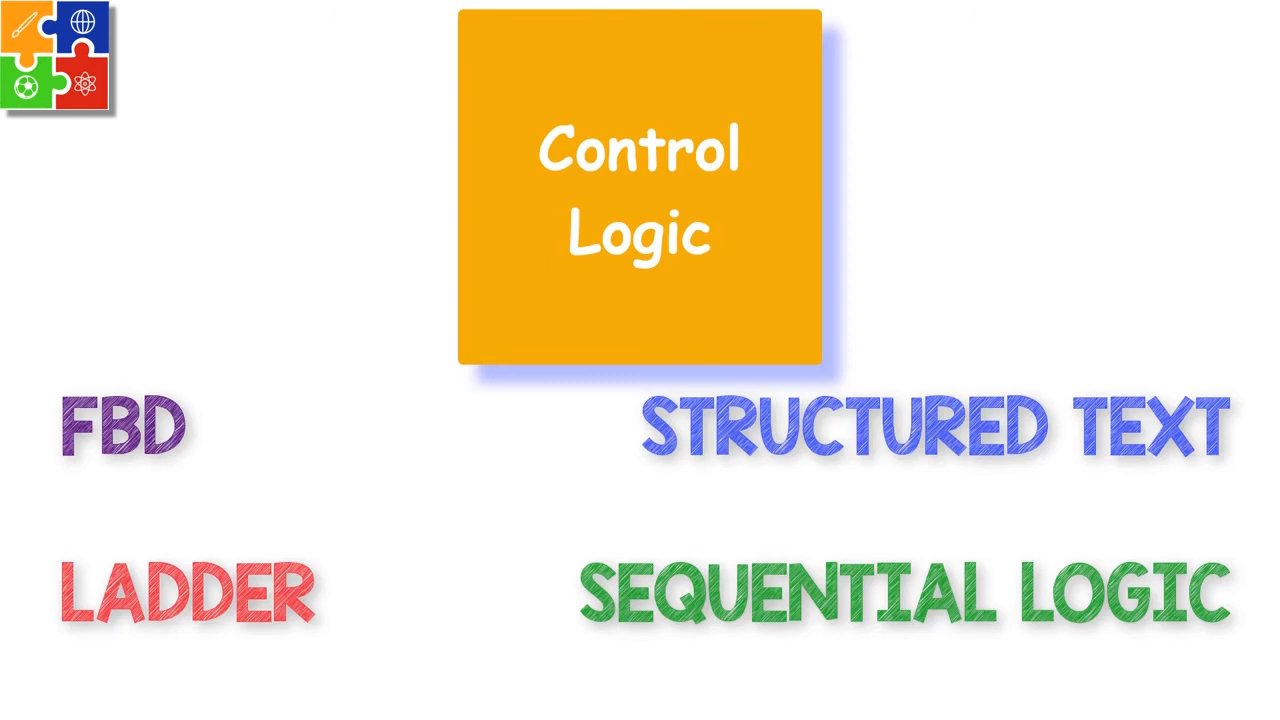 Control
Logic
FBD
STRUCTURED TEXT
LADDER
SEQUENTIAL LOGIC